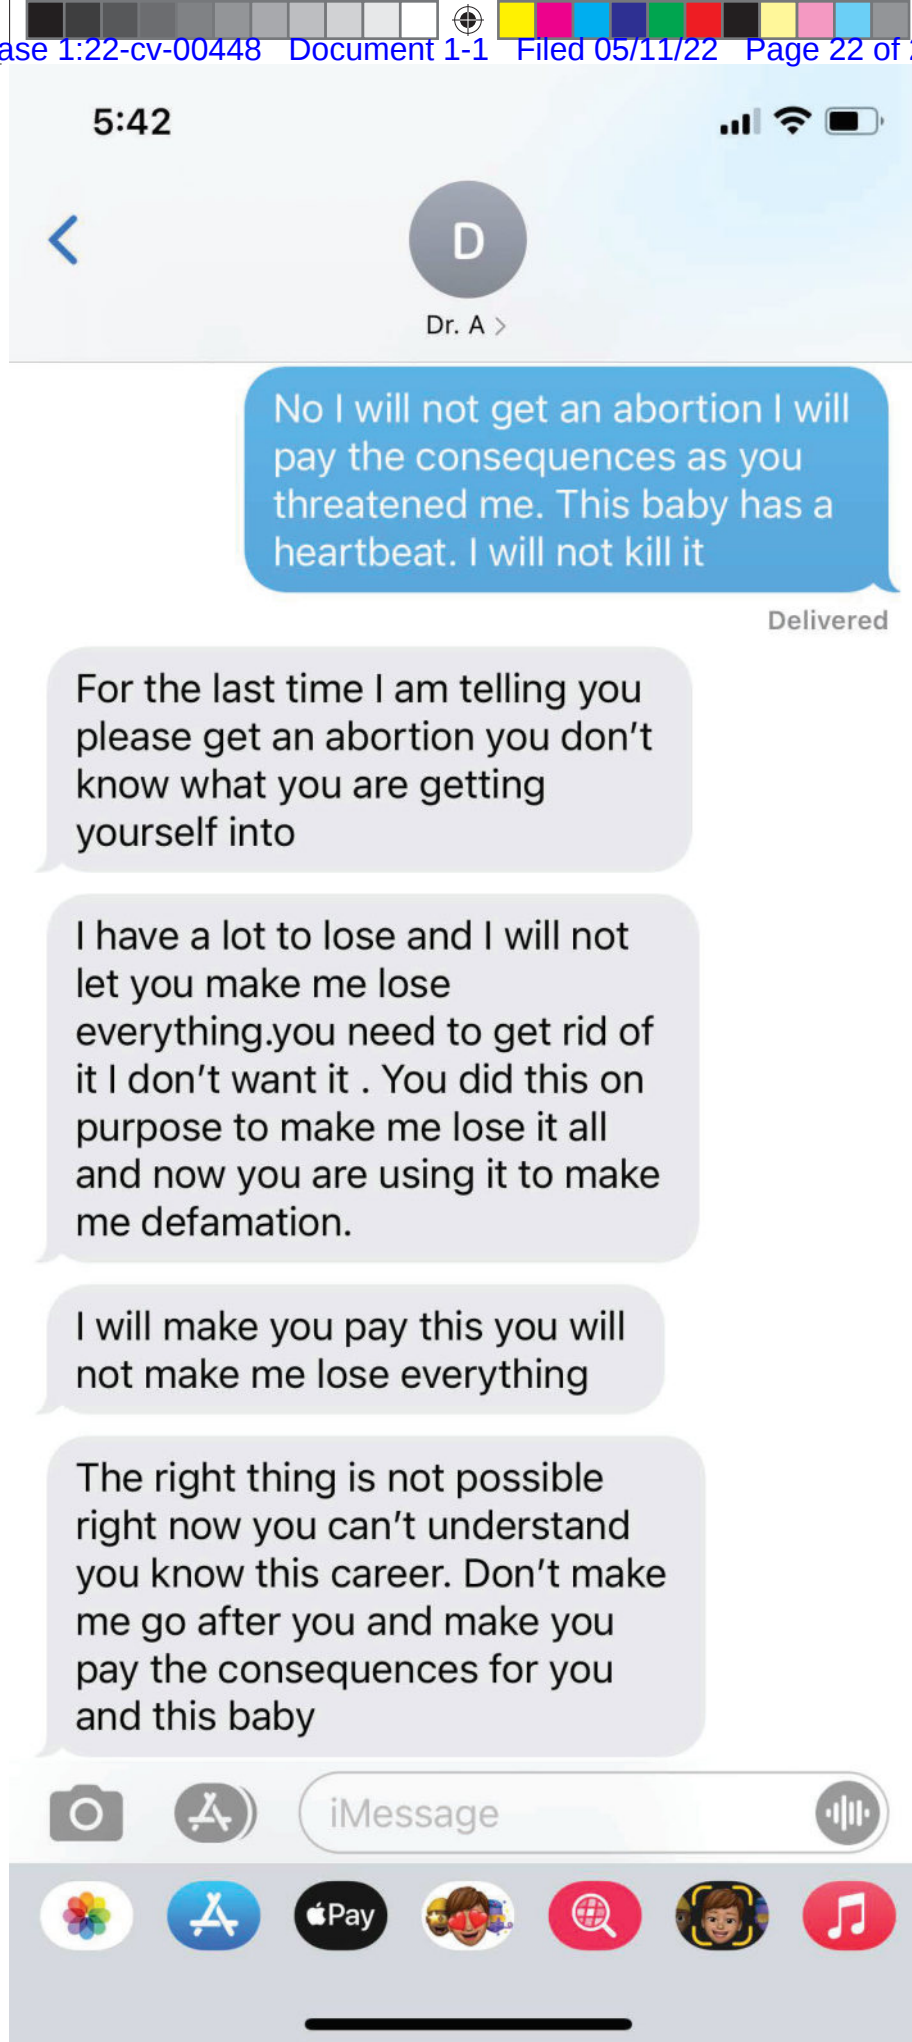 ase 1:22-cv-00448 Document 1-1 Filed 05/11/22 Page 22 of
5:42
D
Dr. A >
No I will not get an abortion I will
pay the consequences as you
threatened me. This baby has a
heartbeat. I will not kill it
Delivered
For the last time I am telling you
please get an abortion you don't
know what you are getting
yourself into
I have a lot to lose and I will not
let you make me lose
everything.you need to get rid of
it I don't want it . You did this on
purpose to make me lose it all
and now you are using it to make
me defamation.
I will make you pay this you will
not make me lose everything
The right thing is not possible
right now you can't understand
you know this career. Don't make
me go after you and make you
pay the consequences for you
and this baby
iMessage
Pay